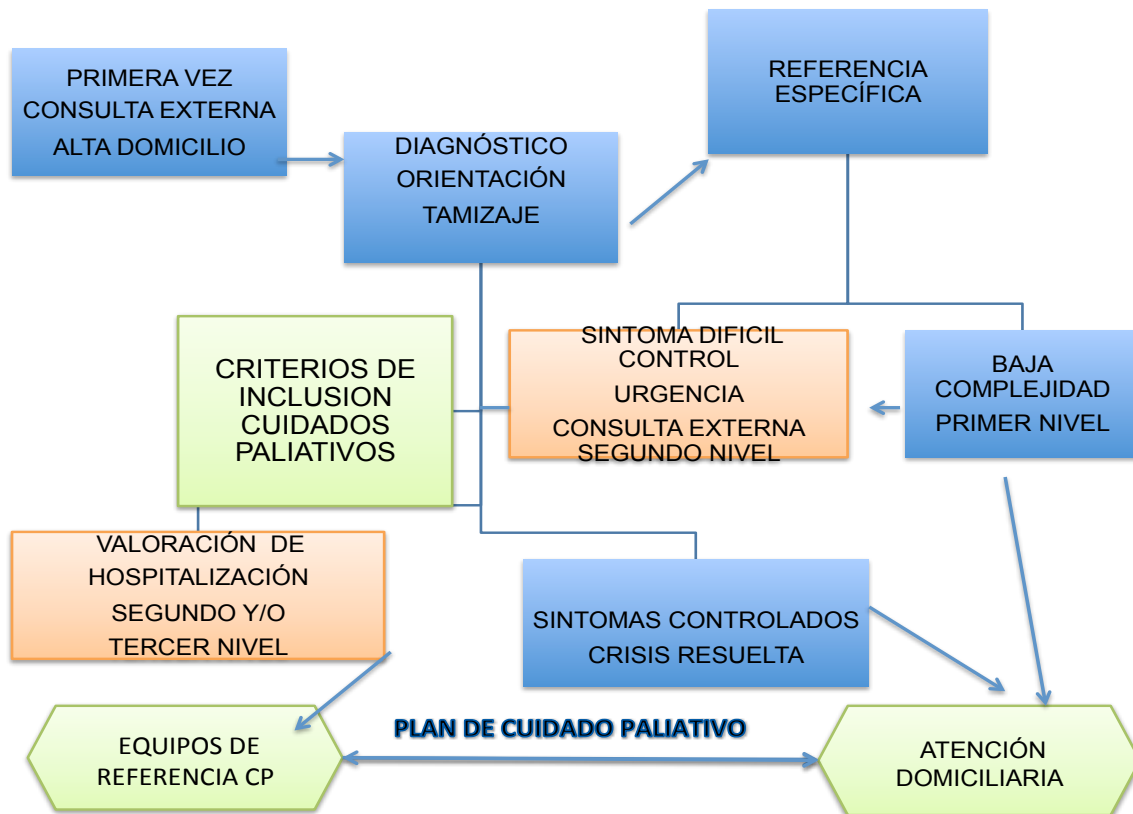 PRIMERA VEZ
CONSULTA EXTERNA
ALTA DOMICILIO
DIAGNÓSTICO
ORIENTACIÓN
TAMIZAJE
REFERENCIA
ESPECÍFICA
CRITERIOS DE
INCLUSION
CUIDADOS
PALIATIVOS
SINTOMA DIFICIL
CONTROL
URGENCIA
CONSULTA EXTERNA
SEGUNDO NIVEL
BAJA
COMPLEJIDAD
PRIMER NIVEL
VALORACIÓN DE
HOSPITALIZACIÓN
SEGUNDO Y/O
TERCER NIVEL
SINTOMAS CONTROLADOS
CRISIS RESUELTA
EQUIPOS DE
REFERENCIA CP
PLAN DE CUIDADO PALIATIVO
ATENCIÓN
DOMICILIARIA